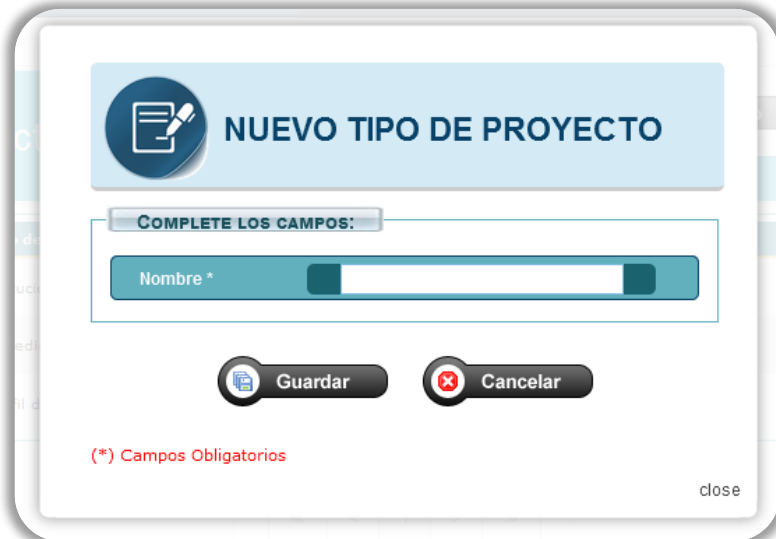 NUEVO TIPO DE PROYECTO
COMPLETE LOS CAMPOS:
Nombre *
Guardar
Cancelar
(*) Campos Obligatorios
close